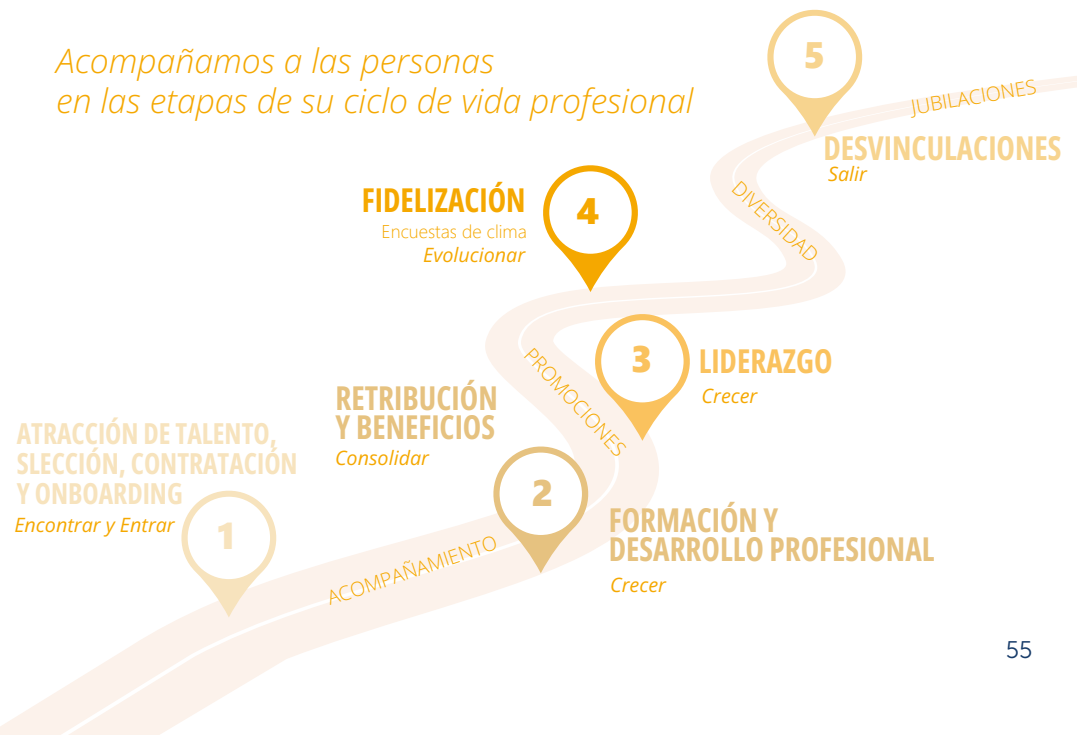 Acompañamos a las personas
en las etapas de su ciclo de vida profesional
5
JUBILACIONES
DESVINCULACIONES
Salir
DIVERSIDAD
FIDELIZACIÓN
Encuestas de clima
Evolucionar
4
3
LIDERAZGO
Crecer
PROMOCIONES
RETRIBUCIÓN
Y BENEFICIOS
Consolidar
2
FORMACIÓN Y
DESARROLLO PROFESIONAL
Crecer
ATRACCIÓN DE TALENTO,
SLECCIÓN, CONTRATACIÓN
Y ONBOARDING
Encontrar y Entrar
1
ACOMPAÑAMIENTO
55